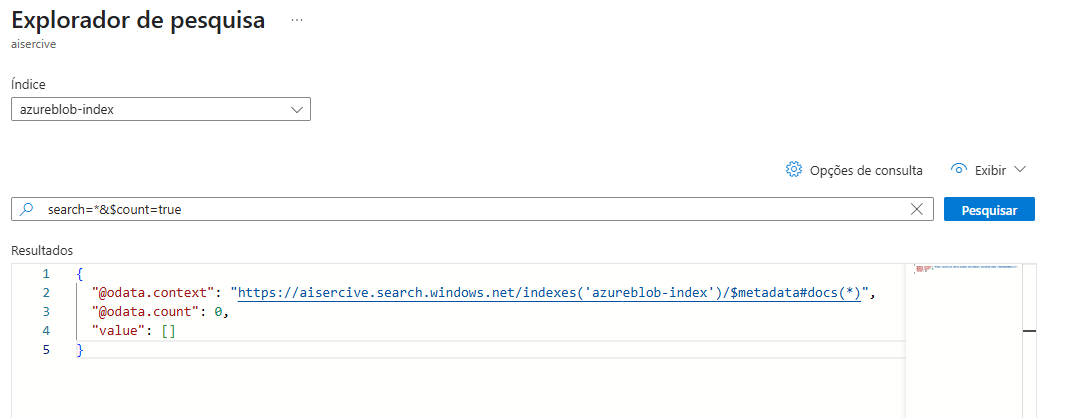 Explorador de pesquisa ...
aisercive
Índice
azureblob-index
Opções de consulta Exibir
search=*&$count=true Pesquisar
Resultados
1 {
2 "@odata.context": "https://aisercive.search.windows.net/indexes('azureblob-index')/$metadata#docs(*)",
3 "@odata.count": 0,
4 "value": []
5 }